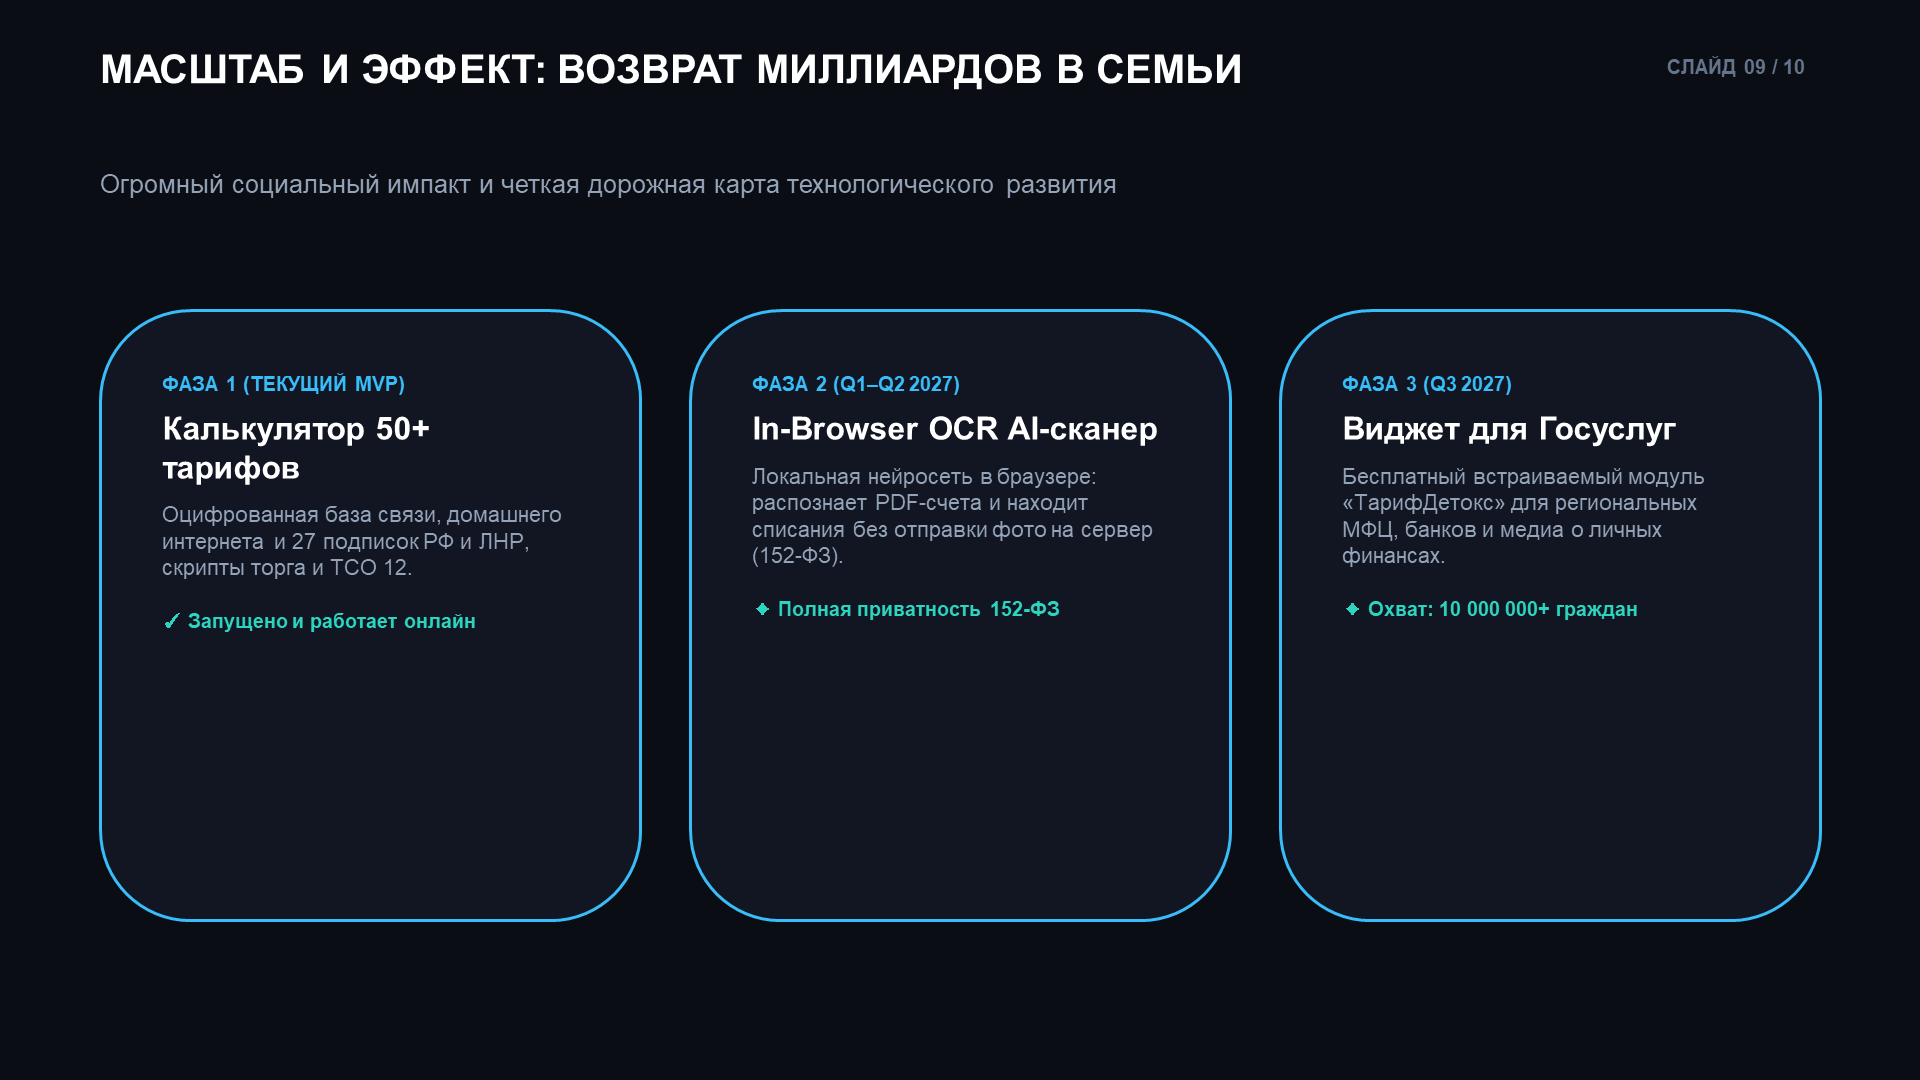 МАСШТАБ И ЭФФЕКТ: ВОЗВРАТ МИЛЛИАРДОВ В СЕМЬИ
СЛАЙД 09 / 10
Огромный социальный импакт и четкая дорожная карта технологического развития
ФАЗА 1 (ТЕКУЩИЙ MVP)
Калькулятор 50+
тарифов
Оцифрованная база связи, домашнего
интернета и 27 подписок РФ и ЛНР,
скрипты торга и TCO 12.
✓ Запущено и работает онлайн
ФАЗА 2 (Q1–Q2 2027)
In-Browser OCR AI-сканер
Локальная нейросеть в браузере:
распознает PDF-счета и находит
списания без отправки фото на сервер
(152-ФЗ).
🔹 Полная приватность 152-ФЗ
ФАЗА 3 (Q3 2027)
Виджет для Госуслуг
Бесплатный встраиваемый модуль
«ТарифДетокс» для региональных
МФЦ, банков и медиа о личных
финансах.
🔹 Охват: 10 000 000+ граждан